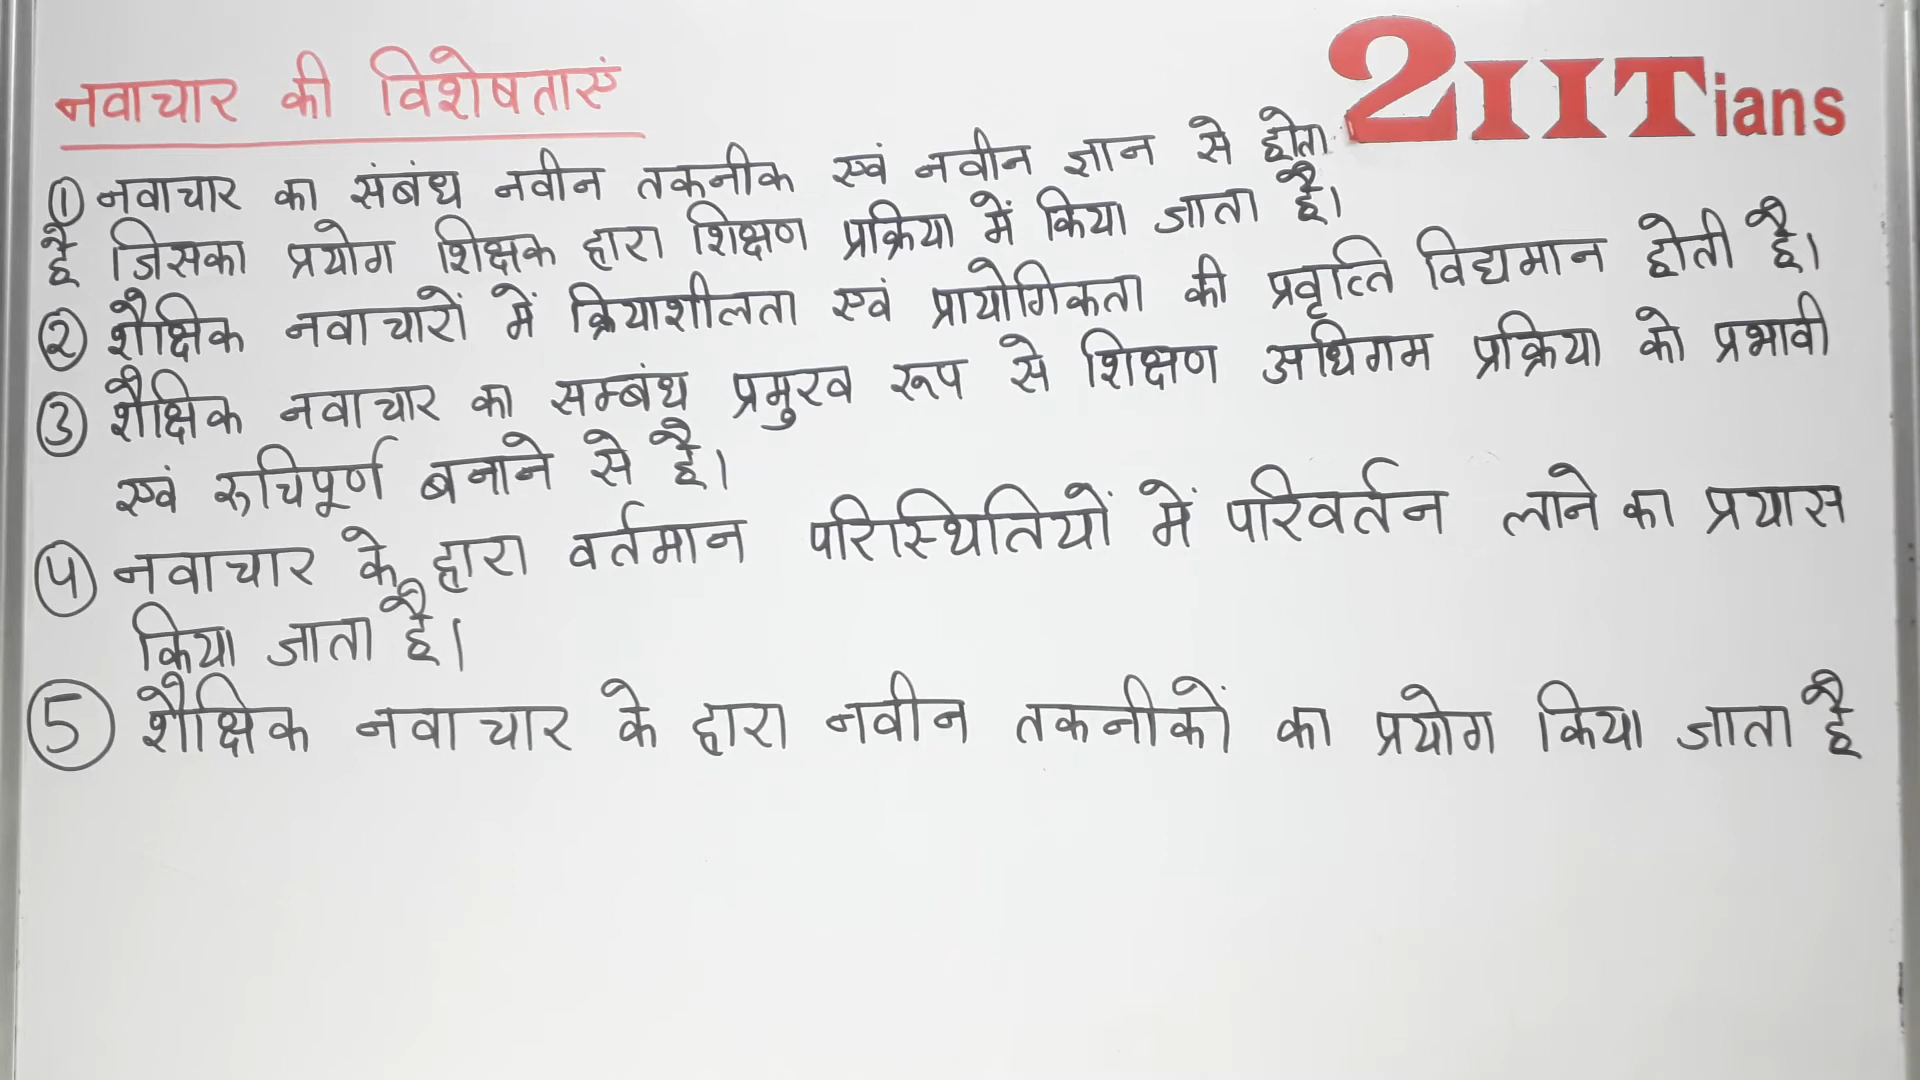 नवाचार की विशेषताएं
2IITians
① नवाचार का संबंध नवीन तकनीक एवं नवीन ज्ञान से होता
है जिसका प्रयोग शिक्षक द्वारा शिक्षण प्रक्रिया में किया जाता है।
② शैक्षिक नवाचारों में क्रियाशीलता एवं प्रायोगिकता की प्रवृत्ति विद्यमान होती है।
③ शैक्षिक नवाचार का सम्बंध प्रमुख रूप से शिक्षण अधिगम प्रक्रिया को प्रभावी
एवं रुचिपूर्ण बनाने से है।
④ नवाचार के द्वारा वर्तमान परिस्थितियों में परिवर्तन लाने का प्रयास
किया जाता है।
⑤ शैक्षिक नवाचार के द्वारा नवीन तकनीकों का प्रयोग किया जाता है